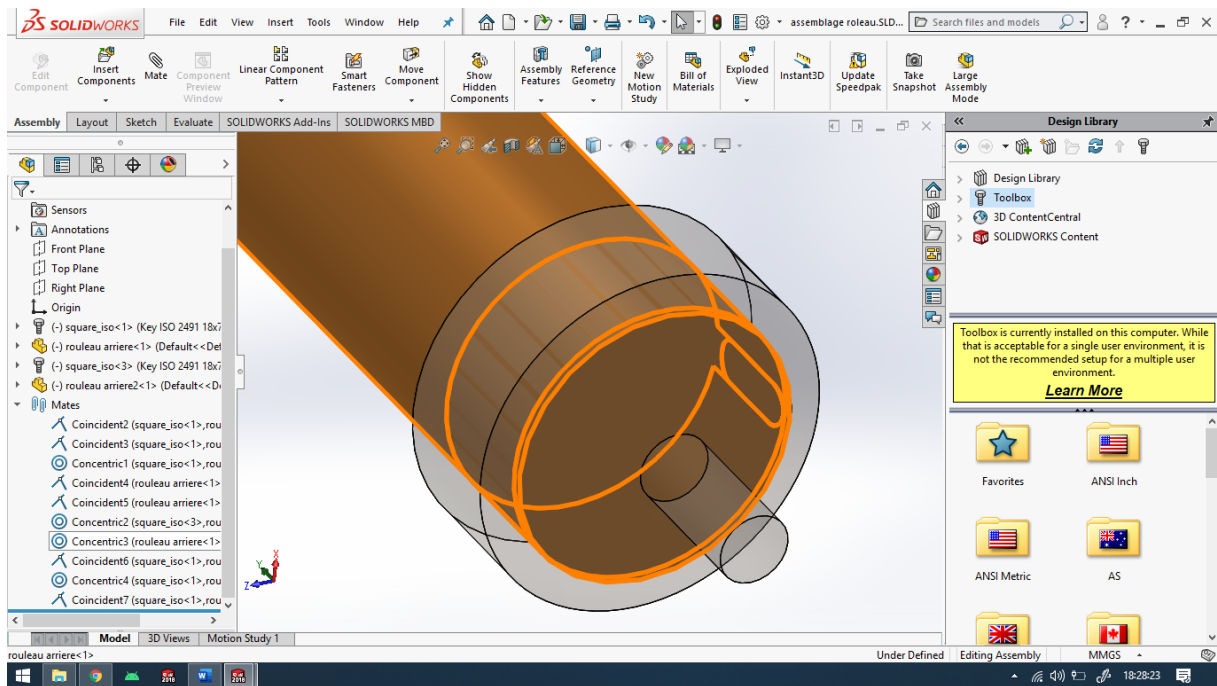 SOLIDWORKS File Edit View Insert Tools Window Help assemblage roleau.SLD... Search files and models ?
Edit Component
Insert Components
Mate
Component Preview Window
Linear Component Pattern
Smart Fasteners
Move Component
Show Hidden Components
Assembly Features
Reference Geometry
New Motion Study
Bill of Materials
Exploded View
Instant3D
Update Speedpak
Take Snapshot
Large Assembly Mode
Assembly Layout Sketch Evaluate SOLIDWORKS Add-Ins SOLIDWORKS MBD
Sensors
Annotations
Front Plane
Top Plane
Right Plane
Origin
(-) square_iso<1> (Key ISO 2491 18x7
(-) rouleau arriere<1> (Default<<Def
(-) square_iso<3> (Key ISO 2491 18x7
(-) rouleau arriere2<1> (Default<<De
Mates
Coincident2 (square_iso<1>,rou
Coincident3 (square_iso<1>,rou
Concentric1 (square_iso<1>,rou
Coincident4 (rouleau arriere<1>
Coincident5 (rouleau arriere<1>
Concentric2 (square_iso<3>,rou
Concentric3 (rouleau arriere<1>
Coincident6 (square_iso<1>,rou
Concentric4 (square_iso<1>,rou
Coincident7 (square_iso<1>,rou
X
Y
Z
Model 3D Views Motion Study 1
Design Library
Design Library
Toolbox
3D ContentCentral
SOLIDWORKS Content
Toolbox is currently installed on this computer. While
that is acceptable for a single user environment, it is
not the recommended setup for a multiple user
environment.
Learn More
Favorites
ANSI Inch
ANSI Metric
AS
rouleau arriere<1> Under Defined Editing Assembly MMGS
18:28:23